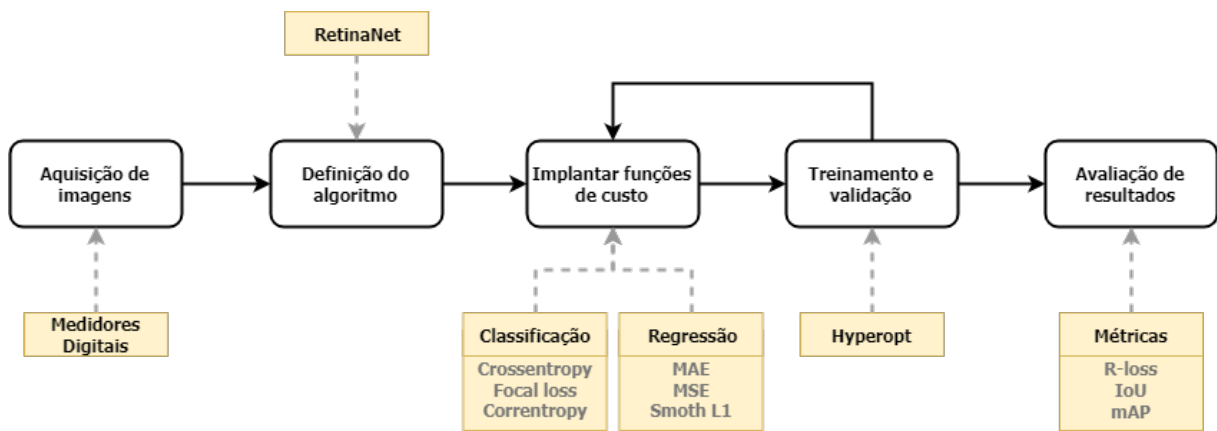 RetinaNet
Aquisição de
imagens
Definição do
algoritmo
Implantar funções
de custo
Treinamento e
validação
Avaliação de
resultados
Medidores
Digitais
Classificação
Crossentropy
Focal loss
Correntropy
Regressão
MAE
MSE
Smoth L1
Hyperopt
Métricas
R-loss
IoU
mAP